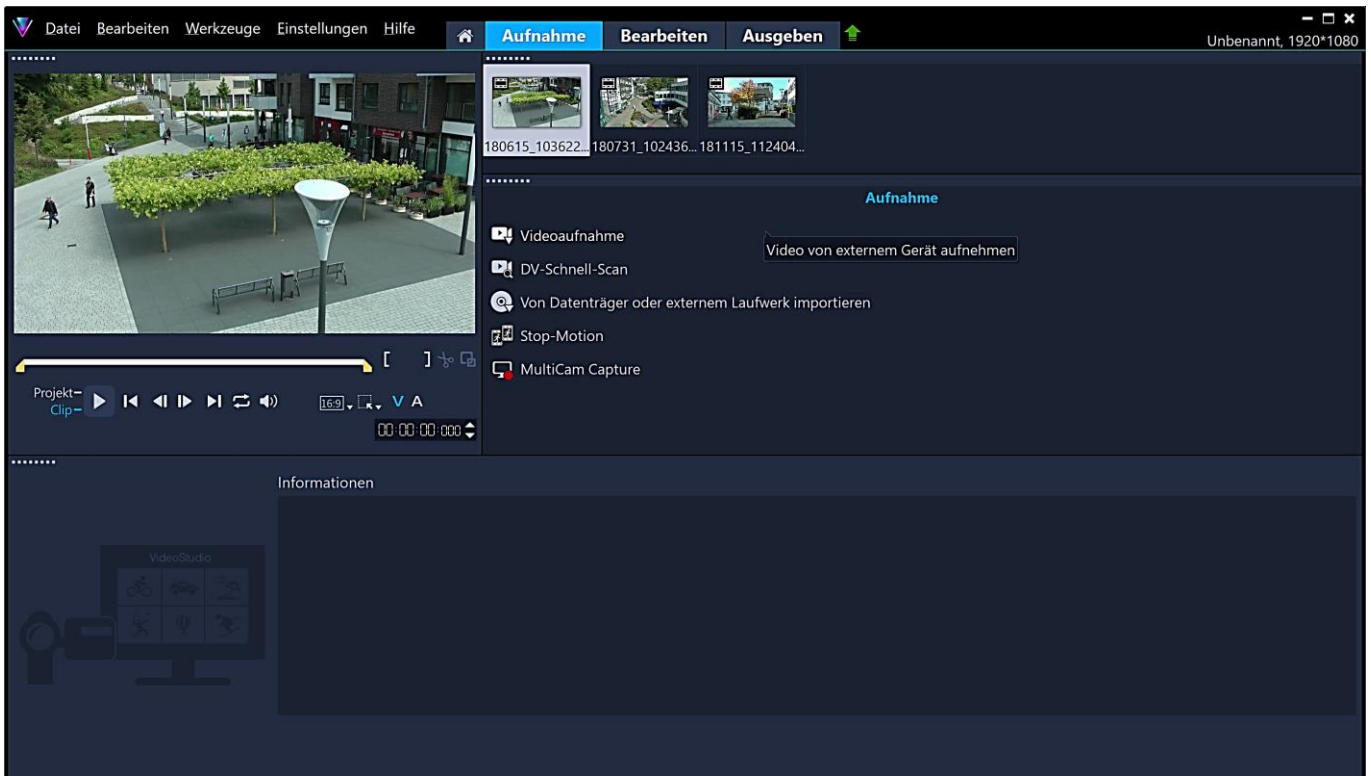 Datei Bearbeiten Werkzeuge Einstellungen Hilfe
Aufnahme Bearbeiten Ausgeben
Unbenannt, 1920*1080
180615_103622... 180731_102436... 181115_112404...
Aufnahme
Videoaufnahme
Video von externem Gerät aufnehmen
DV-Schnell-Scan
Von Datenträger oder externem Laufwerk importieren
Stop-Motion
MultiCam Capture
[ ]
Projekt
Clip
16:9 V A
00:00:00:000
Informationen
VideoStudio